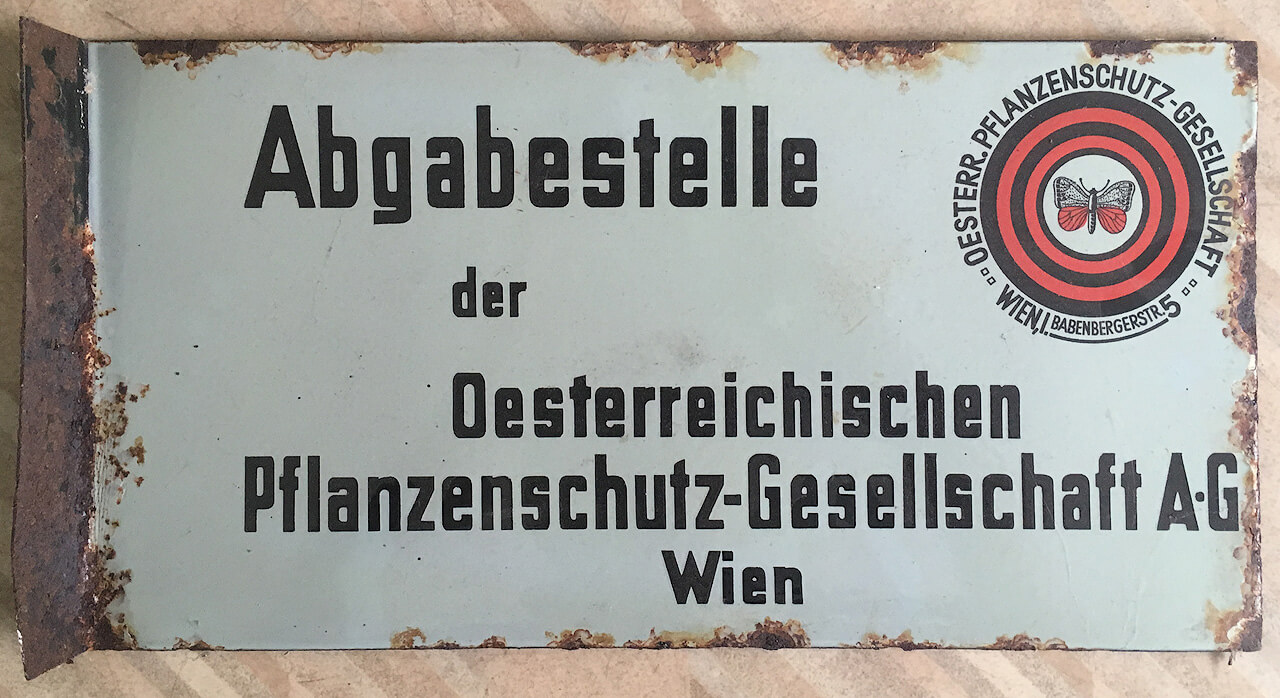 Abgabestelle
der
Oesterreichischen
Pflanzenschutz-Gesellschaft A·G
Wien
OESTERR. PFLANZENSCHUTZ-GESELLSCHAFT
WIEN, I. BABENBERGERSTR. 5